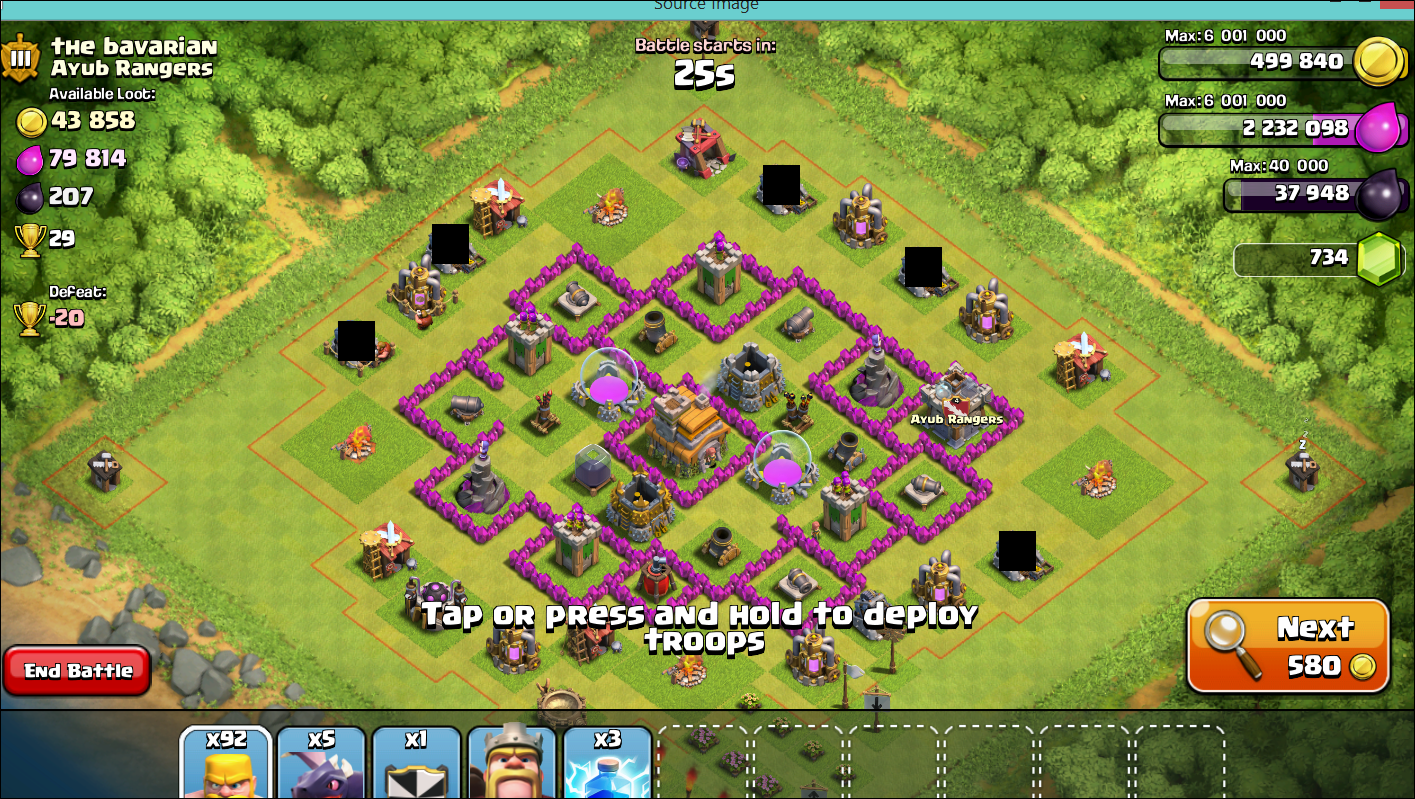 Source Image
III
the bavarian
Ayub Rangers
Available Loot:
43 858
79 814
207
29
Defeat:
-20
Battle starts in:
25s
Max: 6 001 000
499 840
Max: 6 001 000
2 232 098
Max: 40 000
37 948
734
4
Ayub Rangers
z
z
Tap or press and hold to deploy
troops
End Battle
Next
580
x92
x5
x1
x3